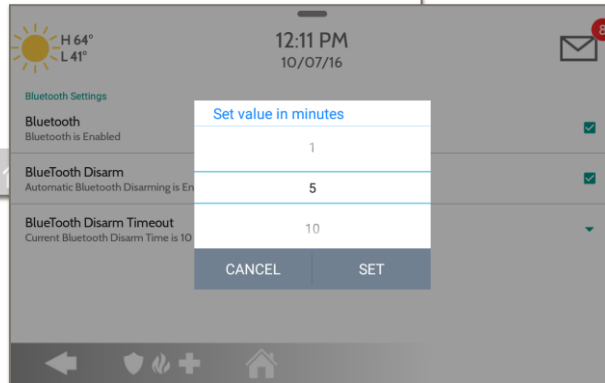 H 64°
L 41°
12:11 PM
10/07/16
8
Bluetooth Settings
Bluetooth
Bluetooth is Enabled
BlueTooth Disarm
Automatic Bluetooth Disarming is En
BlueTooth Disarm Timeout
Current Bluetooth Disarm Time is 10
Set value in minutes
1
5
10
CANCEL SET